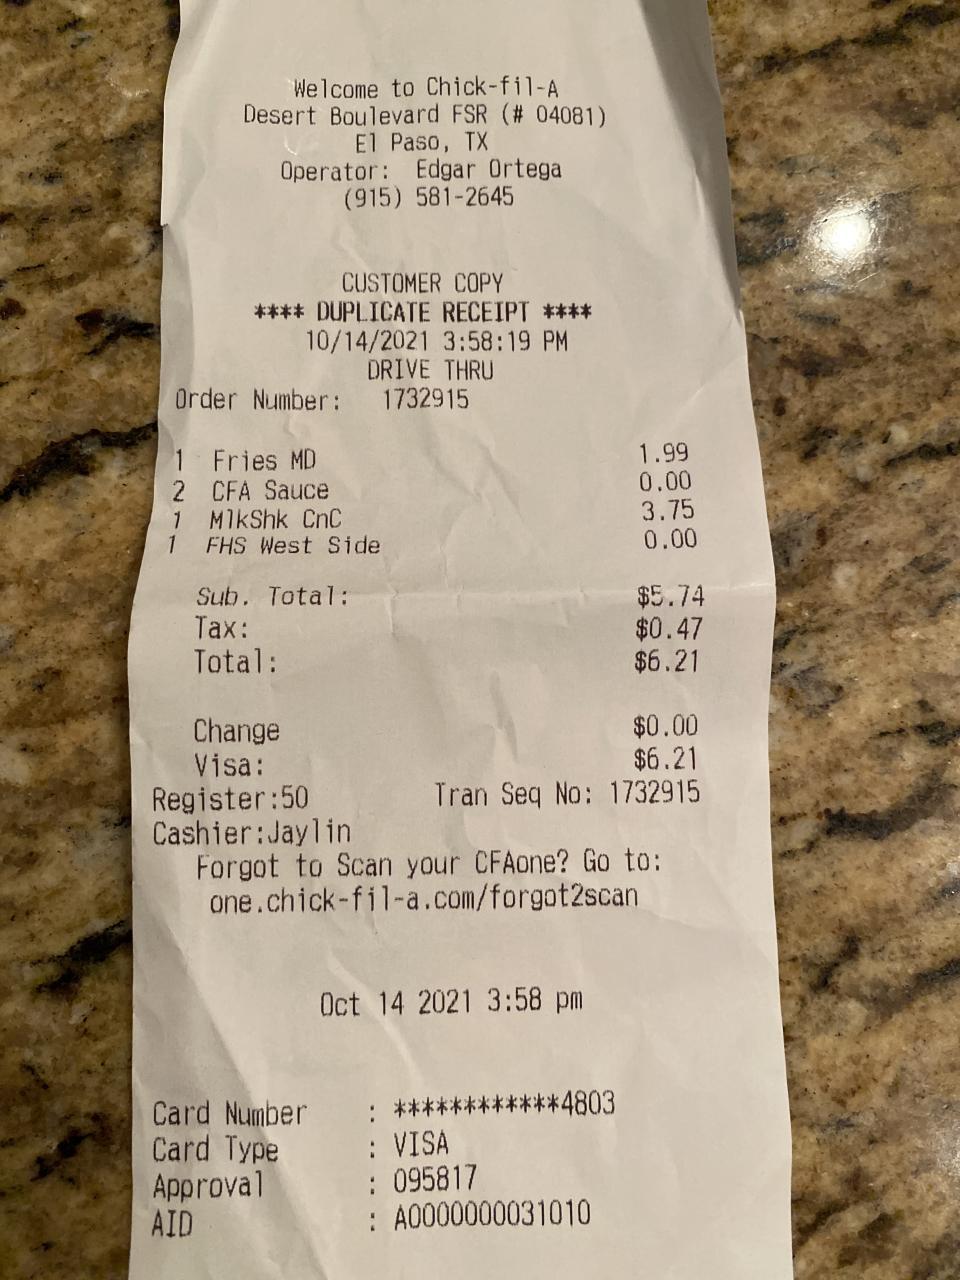 Welcome to Chick-fil-A
Desert Boulevard FSR (# 04081)
El Paso, TX
Operator: Edgar Ortega
(915) 581-2645
CUSTOMER COPY
**** DUPLICATE RECEIPT ****
10/14/2021 3:58:19 PM
DRIVE THRU
Order Number: 1732915
1 Fries MD 1.99
2 CFA Sauce 0.00
1 MlkShk CnC 3.75
1 FHS West Side 0.00
Sub. Total: $5.74
Tax: $0.47
Total: $6.21
Change $0.00
Visa: $6.21
Register:50 Tran Seq No: 1732915
Cashier:Jaylin
Forgot to Scan your CFAone? Go to:
one.chick-fil-a.com/forgot2scan
Oct 14 2021 3:58 pm
Card Number : ************4803
Card Type : VISA
Approval : 095817
AID : A0000000031010